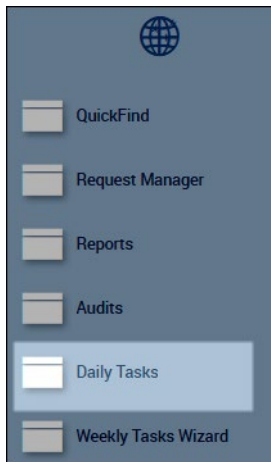 QuickFind
Request Manager
Reports
Audits
Daily Tasks
Weekly Tasks Wizard